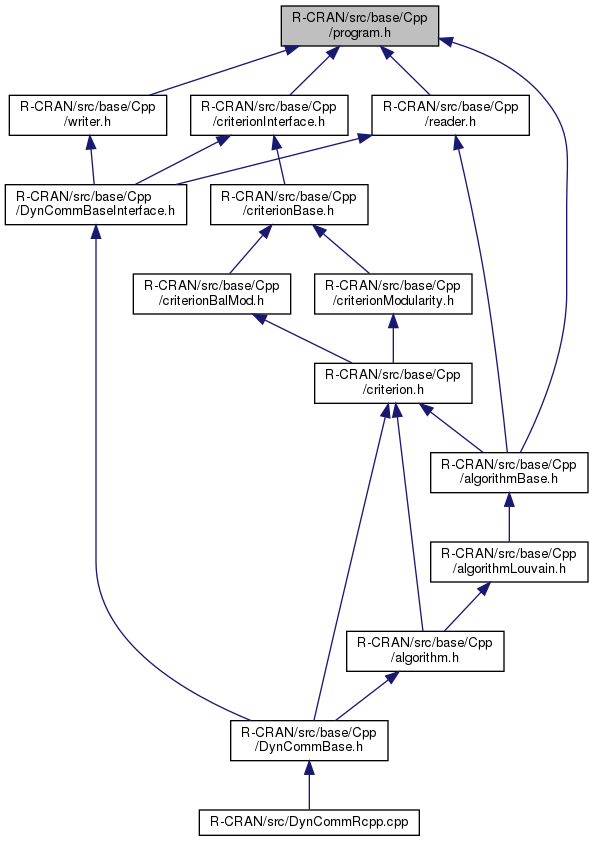 R-CRAN/src/base/Cpp
/program.h
R-CRAN/src/base/Cpp
/writer.h
R-CRAN/src/base/Cpp
/criterionInterface.h
R-CRAN/src/base/Cpp
/reader.h
R-CRAN/src/base/Cpp
/DynCommBaseInterface.h
R-CRAN/src/base/Cpp
/criterionBase.h
R-CRAN/src/base/Cpp
/criterionBalMod.h
R-CRAN/src/base/Cpp
/criterionModularity.h
R-CRAN/src/base/Cpp
/criterion.h
R-CRAN/src/base/Cpp
/algorithmBase.h
R-CRAN/src/base/Cpp
/algorithmLouvain.h
R-CRAN/src/base/Cpp
/algorithm.h
R-CRAN/src/base/Cpp
/DynCommBase.h
R-CRAN/src/DynCommRcpp.cpp